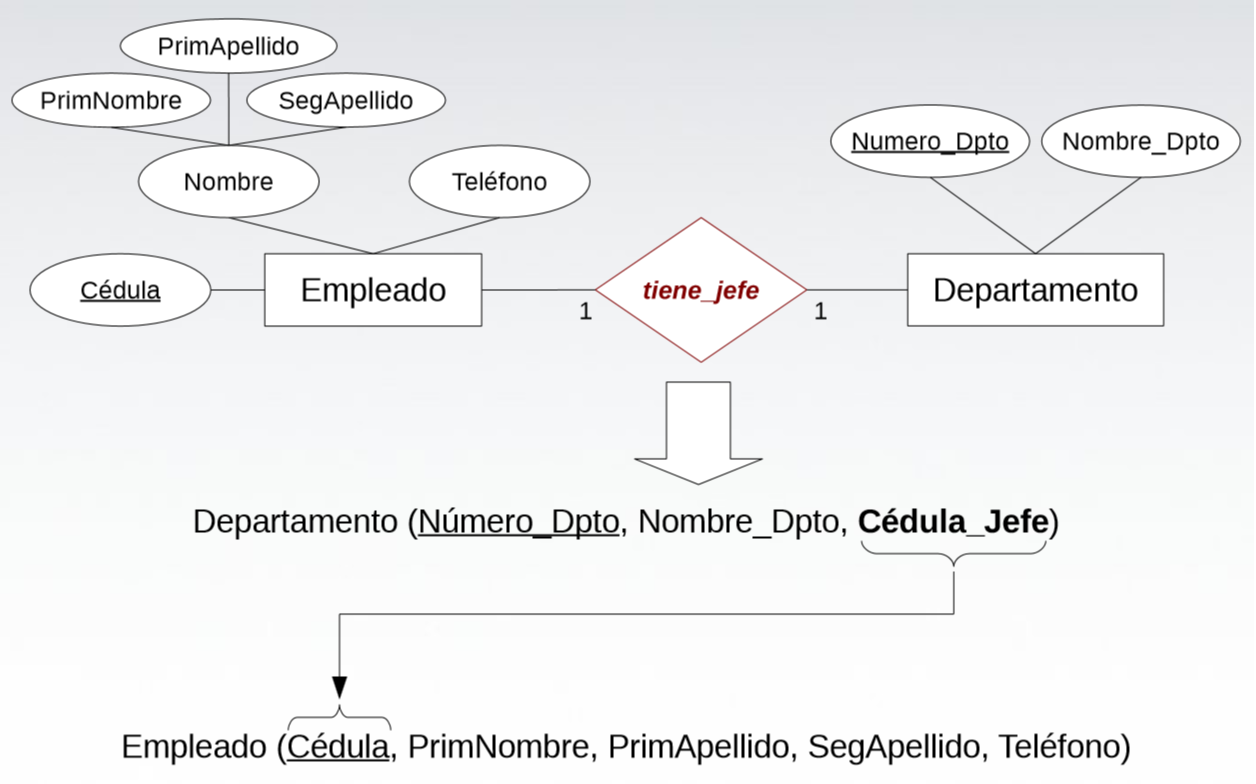 PrimApellido
PrimNombre
SegApellido
Nombre
Teléfono
Numero_Dpto
Nombre_Dpto
Cédula
Empleado
1
tiene_jefe
1
Departamento
Departamento (Número_Dpto, Nombre_Dpto, Cédula_Jefe)
Empleado (Cédula, PrimNombre, PrimApellido, SegApellido, Teléfono)